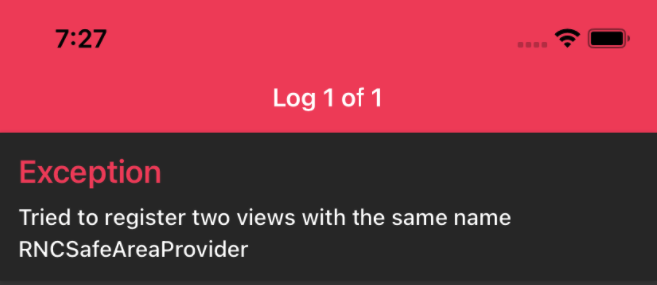 7:27
Log 1 of 1
Exception
Tried to register two views with the same name
RNCSafeAreaProvider